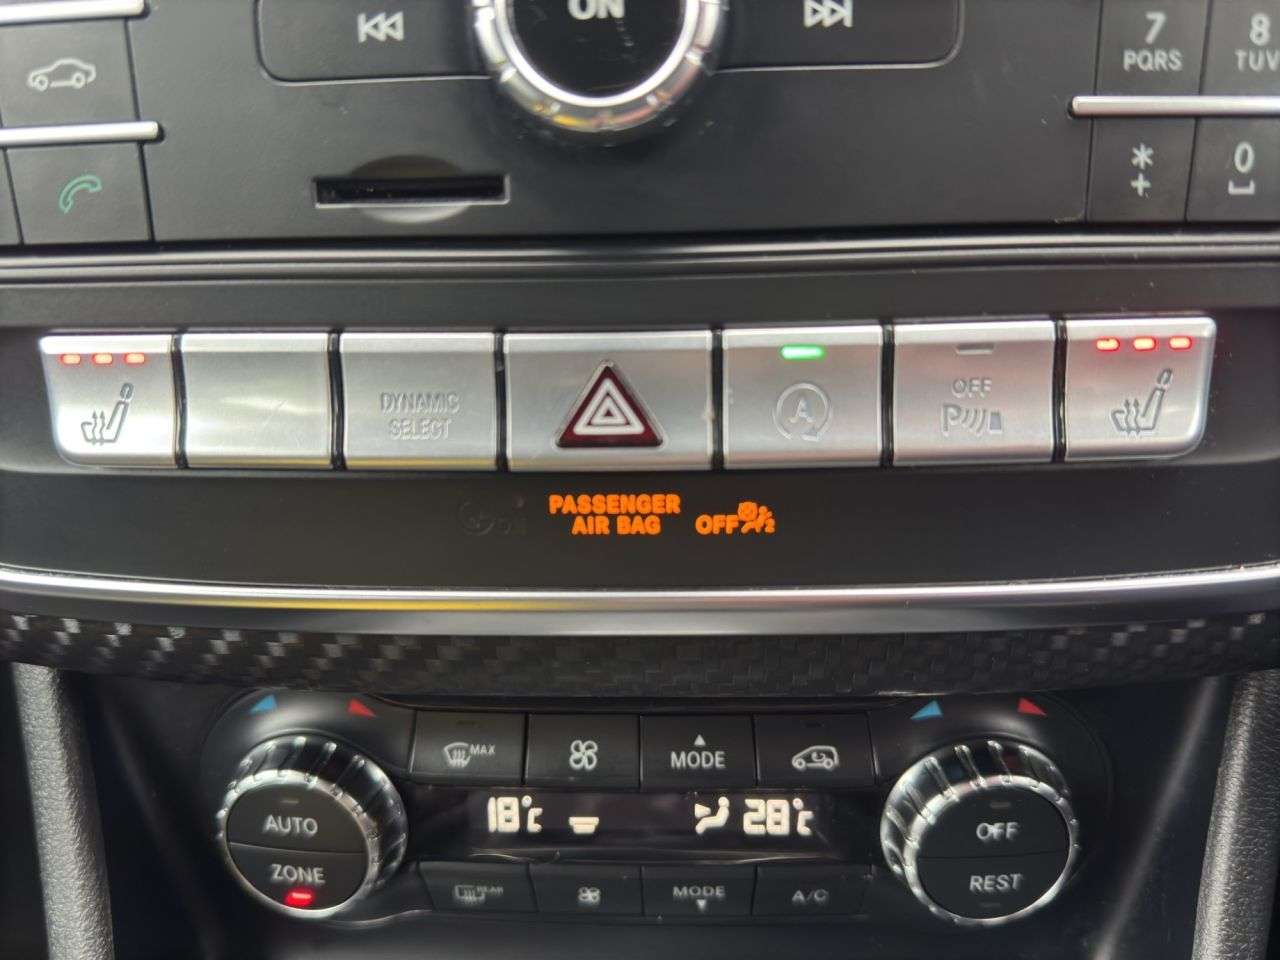 ON
7
PQRS
8
TUV
*
+
0
DYNAMIC
SELECT
A
OFF
P
PASSENGER
AIR BAG
OFF
2
MAX
MODE
18°C
28°C
AUTO
OFF
ZONE
REST
REAR
MODE
A/C